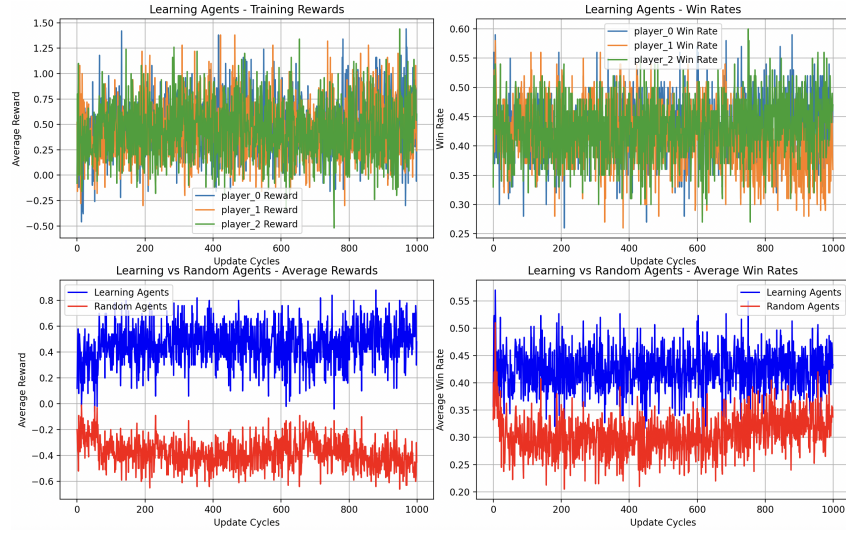 Learning Agents - Training Rewards
Average Reward
1.50
1.25
1.00
0.75
0.50
0.25
0.00
−0.25
−0.50
player_0 Reward
player_1 Reward
player_2 Reward
0
200
400
600
800
1000
Update Cycles
Learning Agents - Win Rates
Win Rate
0.60
0.55
0.50
0.45
0.40
0.35
0.30
0.25
player_0 Win Rate
player_1 Win Rate
player_2 Win Rate
0
200
400
600
800
1000
Update Cycles
Learning vs Random Agents - Average Rewards
Average Reward
0.8
0.6
0.4
0.2
0.0
−0.2
−0.4
−0.6
Learning Agents
Random Agents
0
200
400
600
800
1000
Update Cycles
Learning vs Random Agents - Average Win Rates
Average Win Rate
0.55
0.50
0.45
0.40
0.35
0.30
0.25
0.20
Learning Agents
Random Agents
0
200
400
600
800
1000
Update Cycles